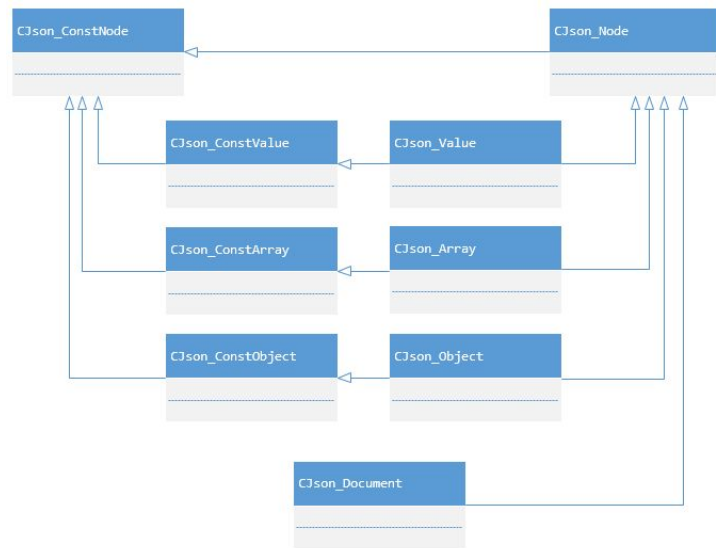 CJson_ConstNode
CJson_Node
CJson_ConstValue
CJson_Value
CJson_ConstArray
CJson_Array
CJson_ConstObject
CJson_Object
CJson_Document